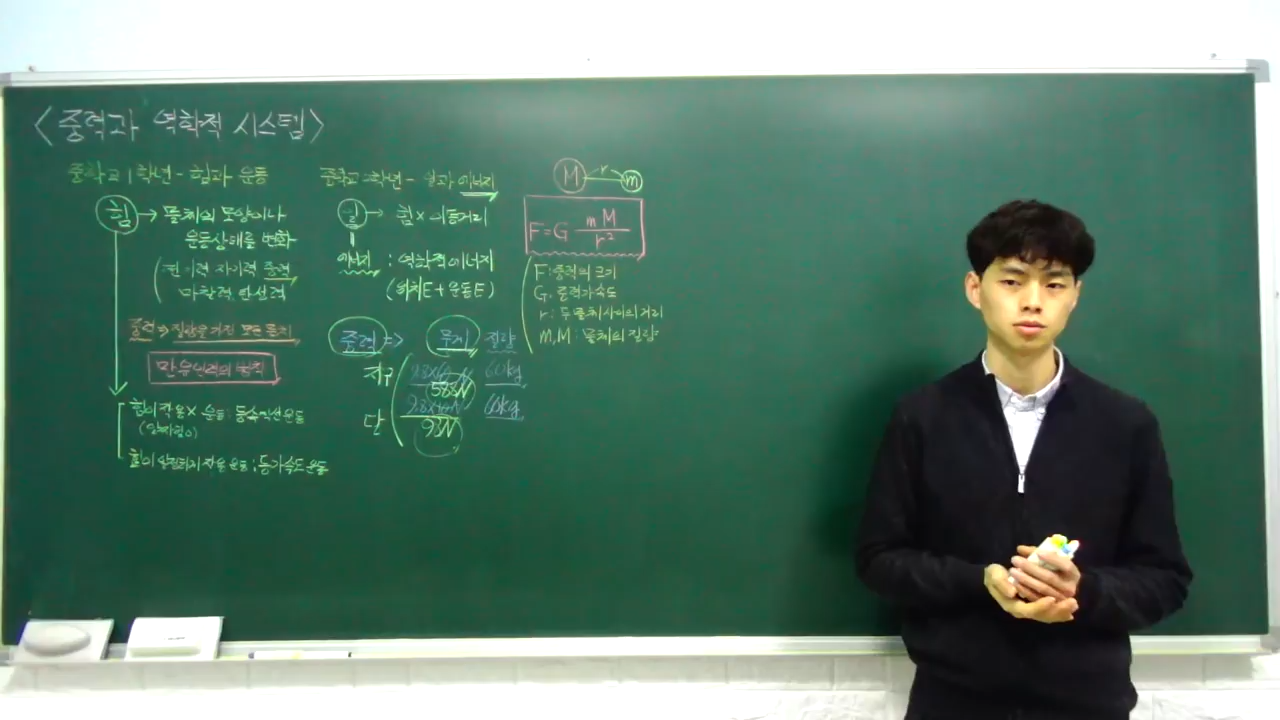 <중력과 역학적 시스템>
중학교 1학년 - 힘과 운동
힘 → 물체의 모양이나
운동상태를 변화
전기력 자기력 중력
마찰력 탄성력
중력 => 질량을 가진 모든 물체
만유인력의 법칙
힘이 작용 X 운동 : 등속직선운동
(알짜힘 0)
힘이 일정하게 작용 운동 : 등가속도 운동
중학교 3학년 - 일과 에너지
일 → 힘 × 이동거리
에너지 : 역학적 에너지
(위치E + 운동E)
중력 => 무게 질량
지구 9.8×60N 60kg
588N
달 60kg
98N
M r m
F=G mM/r²
F: 중력의 크기
G: 중력가속도
r: 두 물체 사이의 거리
m,M: 물체의 질량